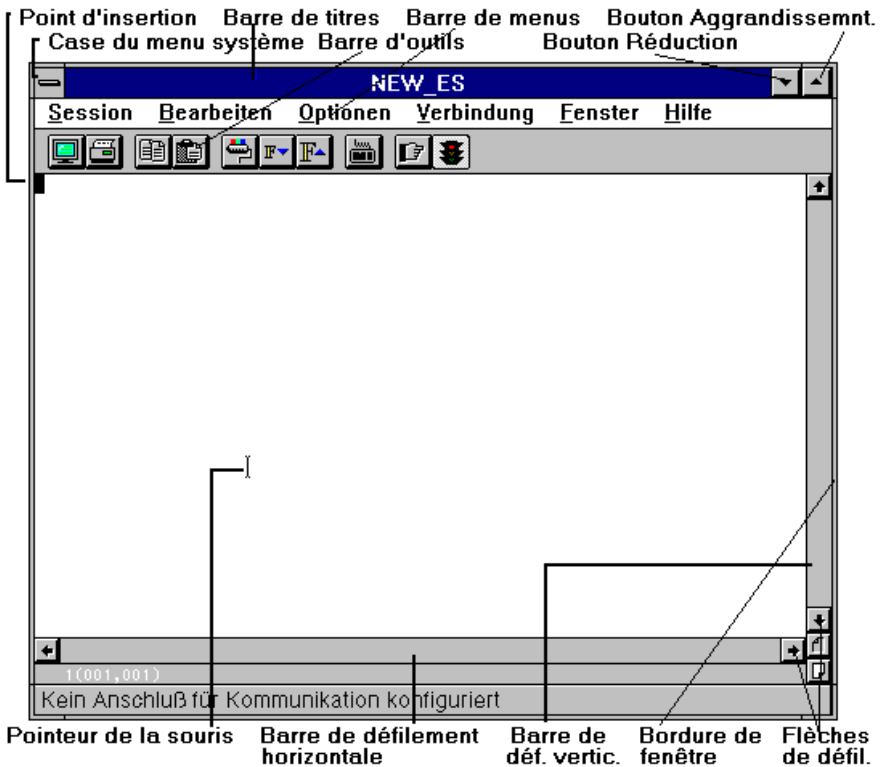 Point d'insertion Barre de titres Barre de menus Bouton Aggrandissemnt.
Case du menu système Barre d'outils Bouton Réduction
NEW_ES
Session Bearbeiten Optionen Verbindung Fenster Hilfe
F F
1(001,001)
Kein Anschluß für Kommunikation konfiguriert
Pointeur de la souris Barre de défilement Barre de Bordure de Flèches
horizontale déf. vertic. fenêtre de défil.